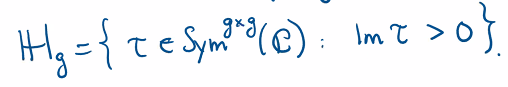 ℍ_g = { τ ∈ Sym^{g×g}(ℂ) : Im τ > 0 }.